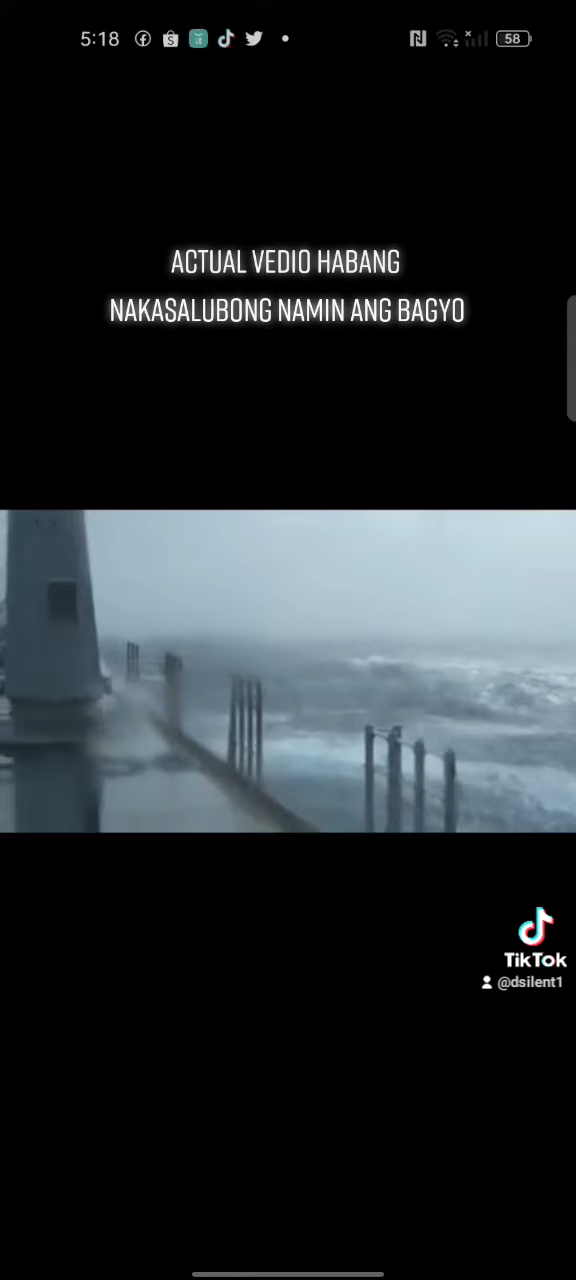 5:18
58
ACTUAL VEDIO HABANG
NAKASALUBONG NAMIN ANG BAGYO
TikTok
@dsilent1